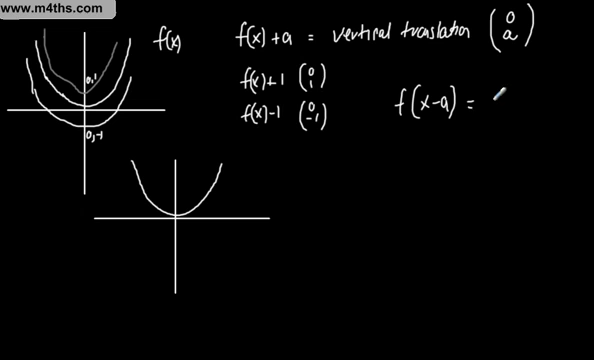 www.m4ths.com
f(x)
f(x) + a = vertical translation (0 a)
f(x)+1 (0 1)
f(x)-1 (0 -1)
f(x-a) =
0,1
0,-1